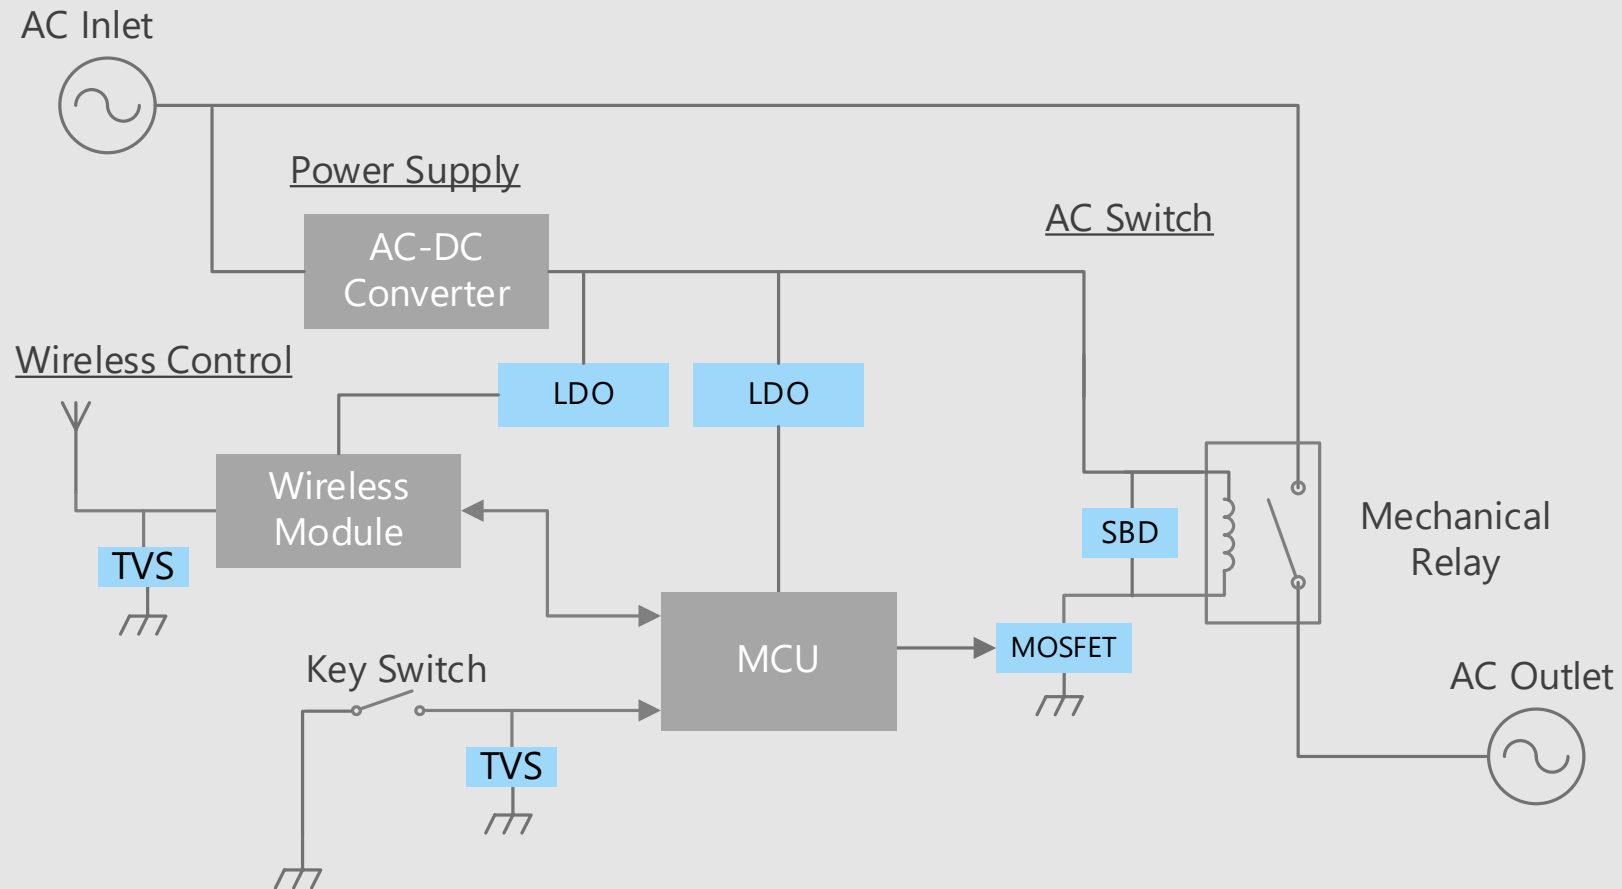 AC Inlet
Power Supply
AC Switch
AC-DC
Converter
Wireless Control
LDO
LDO
Wireless
Module
TVS
SBD
Mechanical
Relay
MCU
MOSFET
Key Switch
AC Outlet
TVS